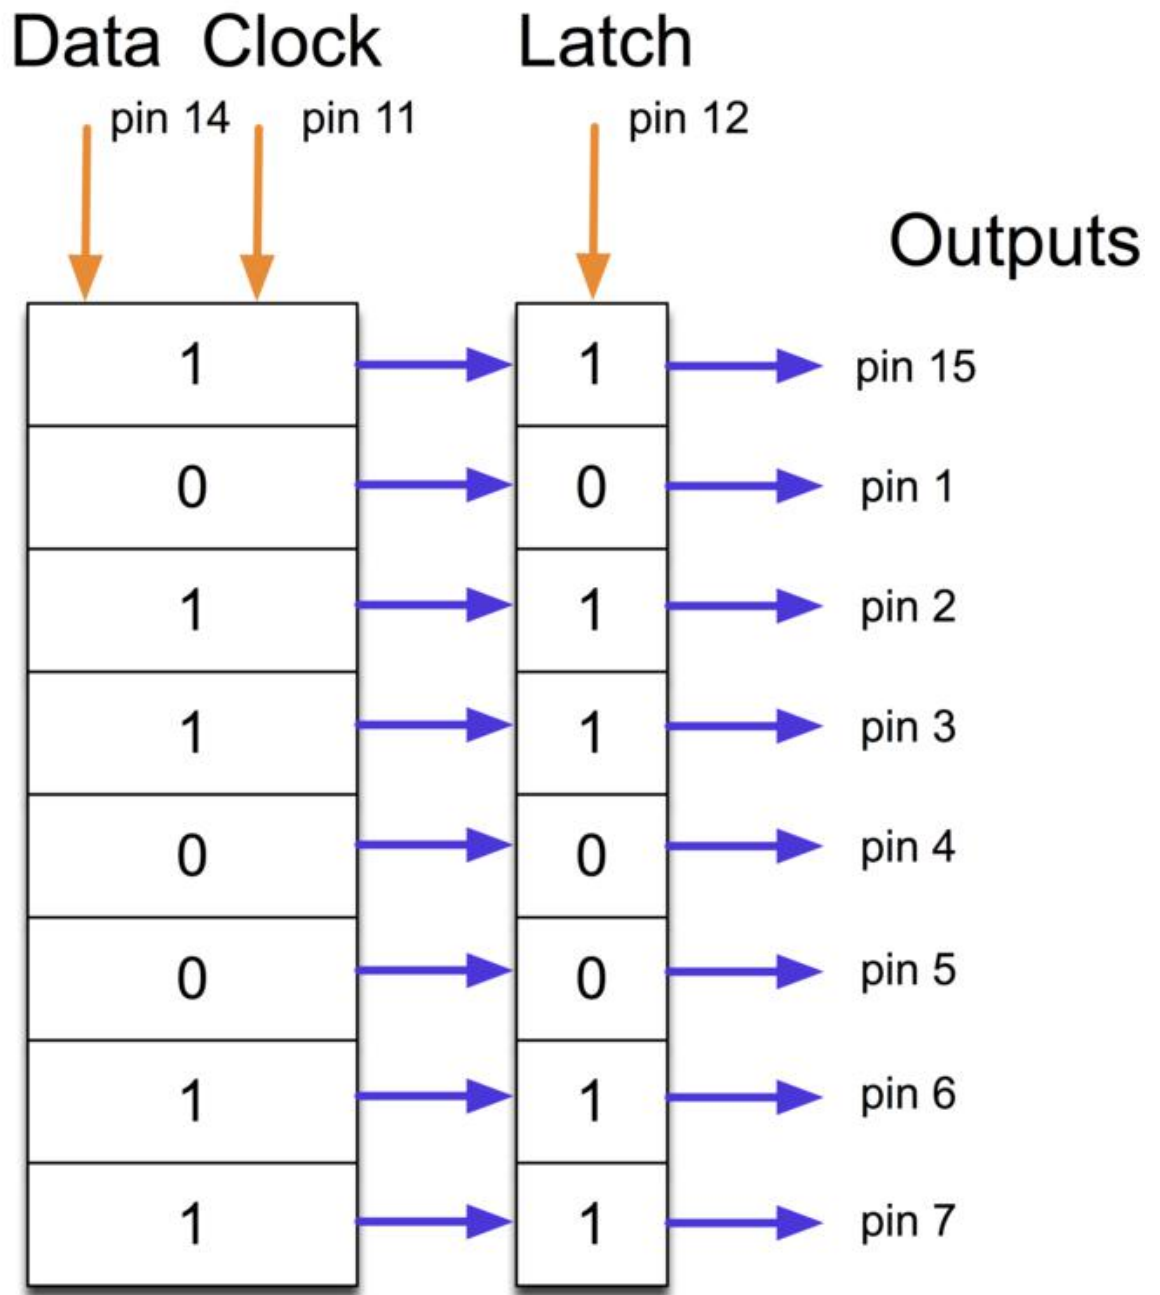 Data Clock Latch
pin 14 pin 11 pin 12
Outputs
1 1 pin 15
0 0 pin 1
1 1 pin 2
1 1 pin 3
0 0 pin 4
0 0 pin 5
1 1 pin 6
1 1 pin 7